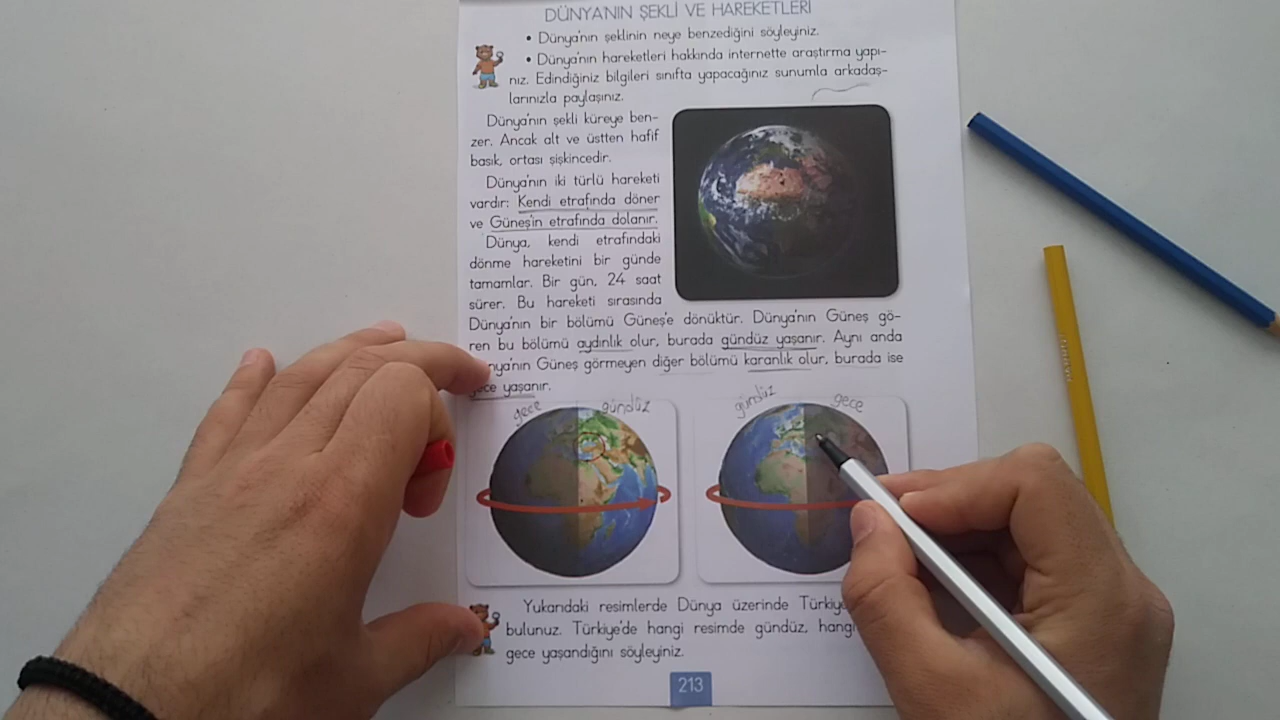 DÜNYA'NIN ŞEKLİ VE HAREKETLERİ
• Dünya'nın şeklinin neye benzediğini söyleyiniz.
• Dünya'nın hareketleri hakkında internette araştırma yapı-
nız. Edindiğiniz bilgileri sınıfta yapacağınız sunumla arkadaş-
larınızla paylaşınız.
Dünya'nın şekli küreye ben-
zer. Ancak alt ve üstten hafif
basık, ortası şişkincedir.
Dünya'nın iki türlü hareketi
vardır: Kendi etrafında döner
ve Güneş'in etrafında dolanır.
Dünya, kendi etrafındaki
dönme hareketini bir günde
tamamlar. Bir gün, 24 saat
sürer. Bu hareketi sırasında
Dünya'nın bir bölümü Güneş'e dönüktür. Dünya'nın Güneş gö-
ren bu bölümü aydınlık olur, burada gündüz yaşanır. Aynı anda
nya'nın Güneş görmeyen diğer bölümü karanlık olur, burada ise
gece yaşanır.
gece gündüz gündüz gece
Yukarıdaki resimlerde Dünya üzerinde Türkiye
bulunuz. Türkiye'de hangi resimde gündüz, hangi
gece yaşandığını söyleyiniz.
213